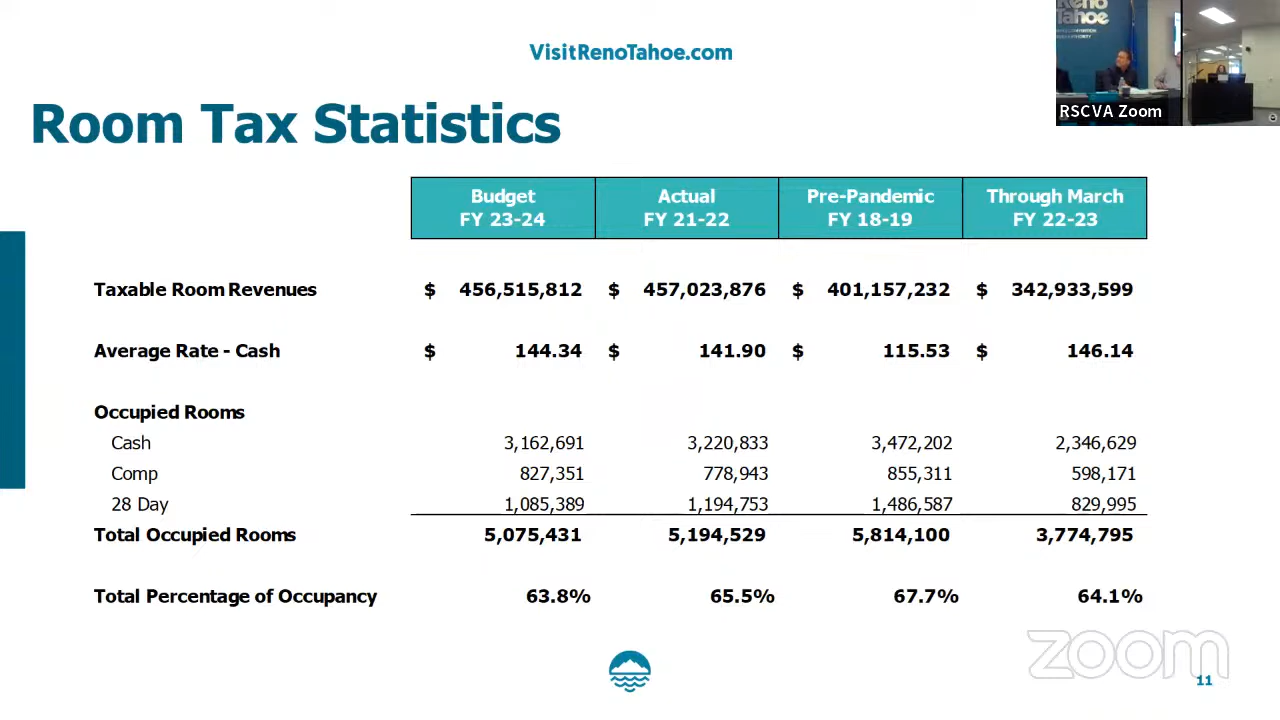 VisitRenoTahoe.com
Reno
Tahoe
RSCVA Zoom
Room Tax Statistics
Budget FY 23-24 Actual FY 21-22 Pre-Pandemic FY 18-19 Through March FY 22-23
Taxable Room Revenues $ 456,515,812 $ 457,023,876 $ 401,157,232 $ 342,933,599
Average Rate - Cash $ 144.34 $ 141.90 $ 115.53 $ 146.14
Occupied Rooms
Cash 3,162,691 3,220,833 3,472,202 2,346,629
Comp 827,351 778,943 855,311 598,171
28 Day 1,085,389 1,194,753 1,486,587 829,995
Total Occupied Rooms 5,075,431 5,194,529 5,814,100 3,774,795
Total Percentage of Occupancy 63.8% 65.5% 67.7% 64.1%
zoom
11